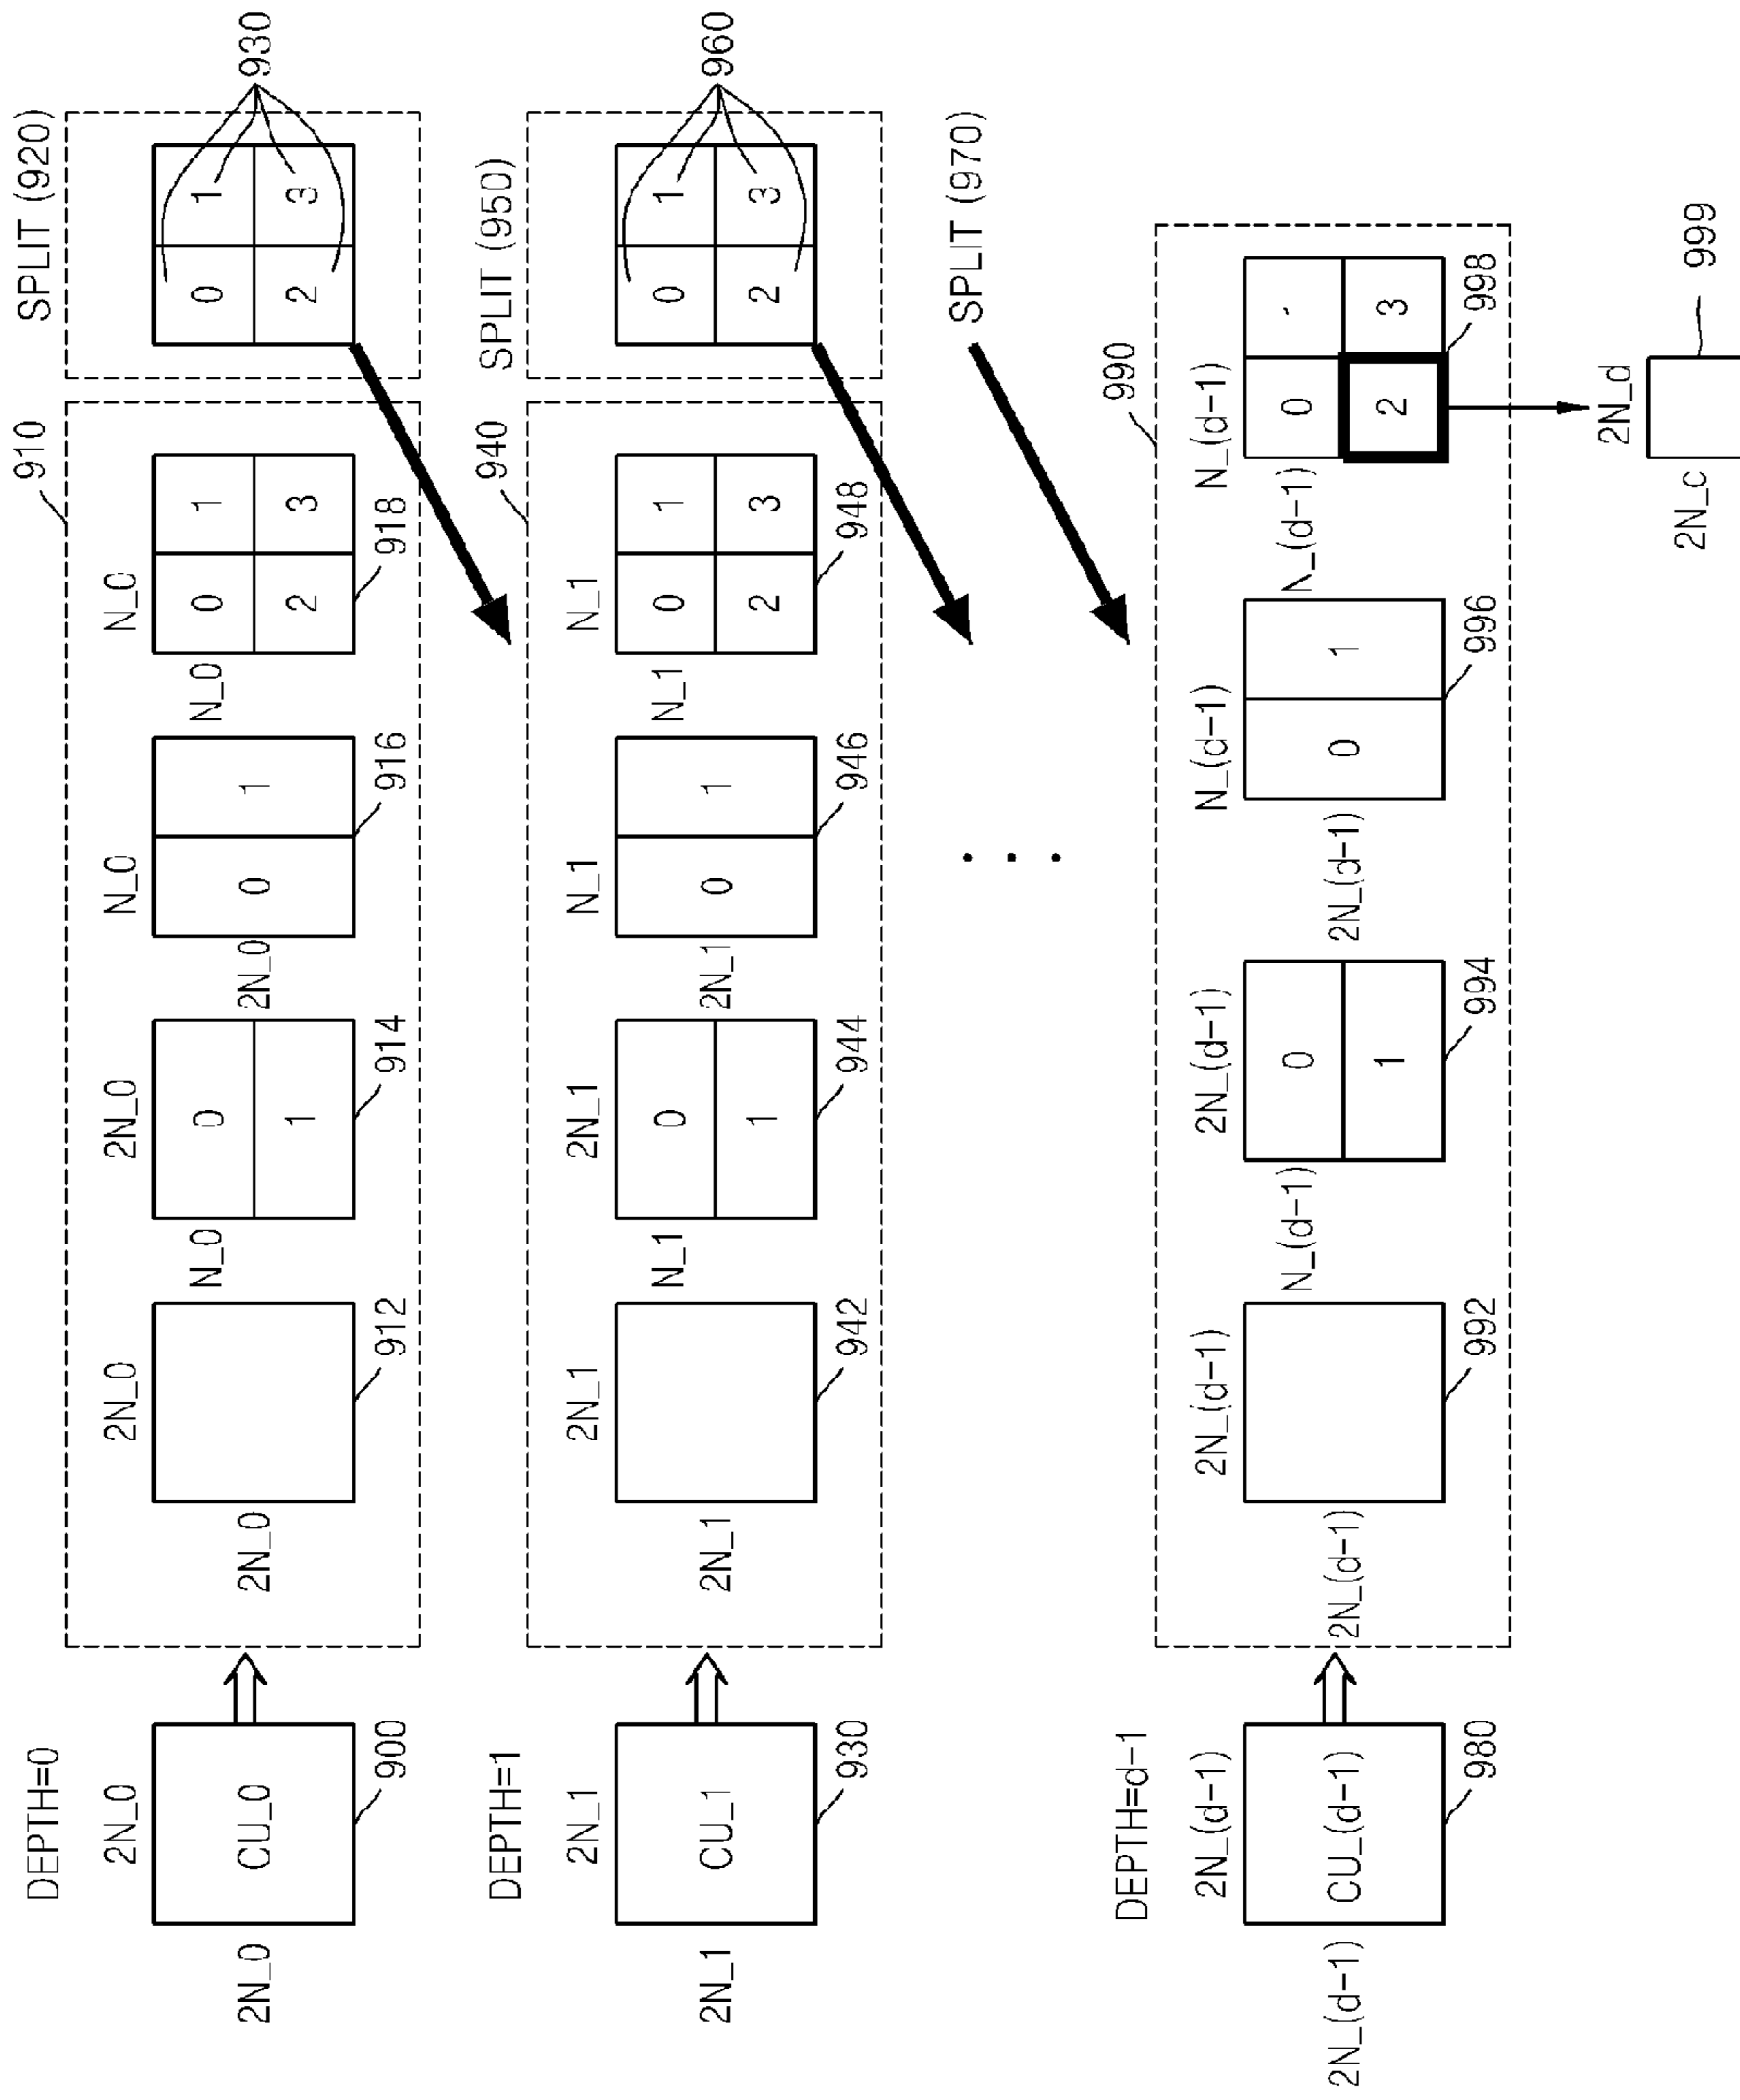 DEPTH=0
2N_0
2N_0
CU_0
900
910
2N_0
2N_0
912
2N_0
N_0
0
1
914
N_0
2N_0
0
1
916
N_0
N_0
0
1
2
3
918
SPLIT (920)
0
1
2
3
930
DEPTH=1
2N_1
2N_1
CU_1
930
940
2N_1
2N_1
942
2N_1
N_1
0
1
944
N_1
2N_1
0
1
946
N_1
N_1
0
1
2
3
948
SPLIT (950)
0
1
2
3
960
SPLIT (970)
. . .
DEPTH=d-1
2N_(d-1)
2N_(d-1)
CU_(d-1)
980
990
2N_(d-1)
2N_(d-1)
992
2N_(d-1)
N_(d-1)
0
1
994
N_(d-1)
2N_(d-1)
0
1
996
N_(d-1)
N_(d-1)
0
2
3
998
2N_d
2N_c
999